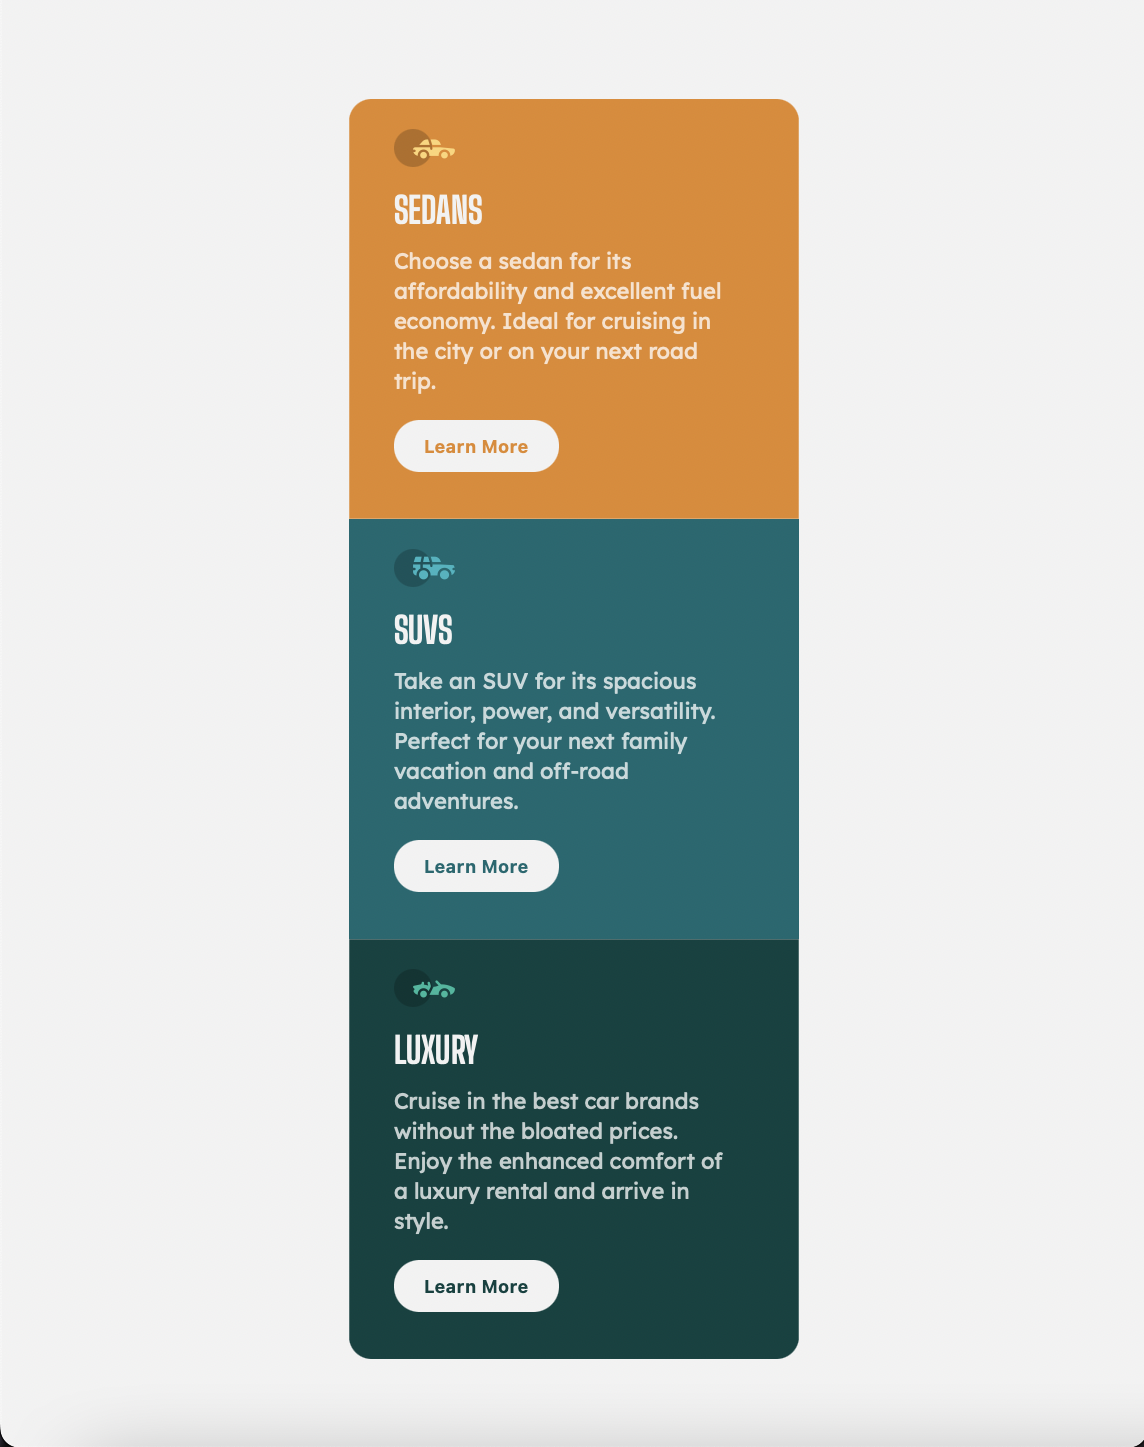 SEDANS
Choose a sedan for its
affordability and excellent fuel
economy. Ideal for cruising in
the city or on your next road
trip.
Learn More
SUVS
Take an SUV for its spacious
interior, power, and versatility.
Perfect for your next family
vacation and off-road
adventures.
Learn More
LUXURY
Cruise in the best car brands
without the bloated prices.
Enjoy the enhanced comfort of
a luxury rental and arrive in
style.
Learn More